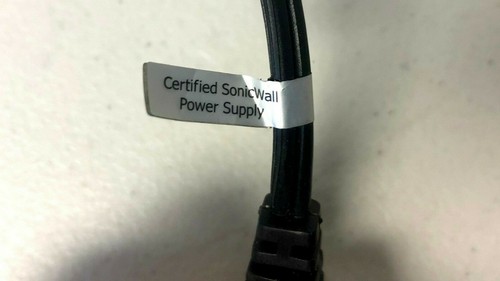 Certified SonicWall
Power Supply